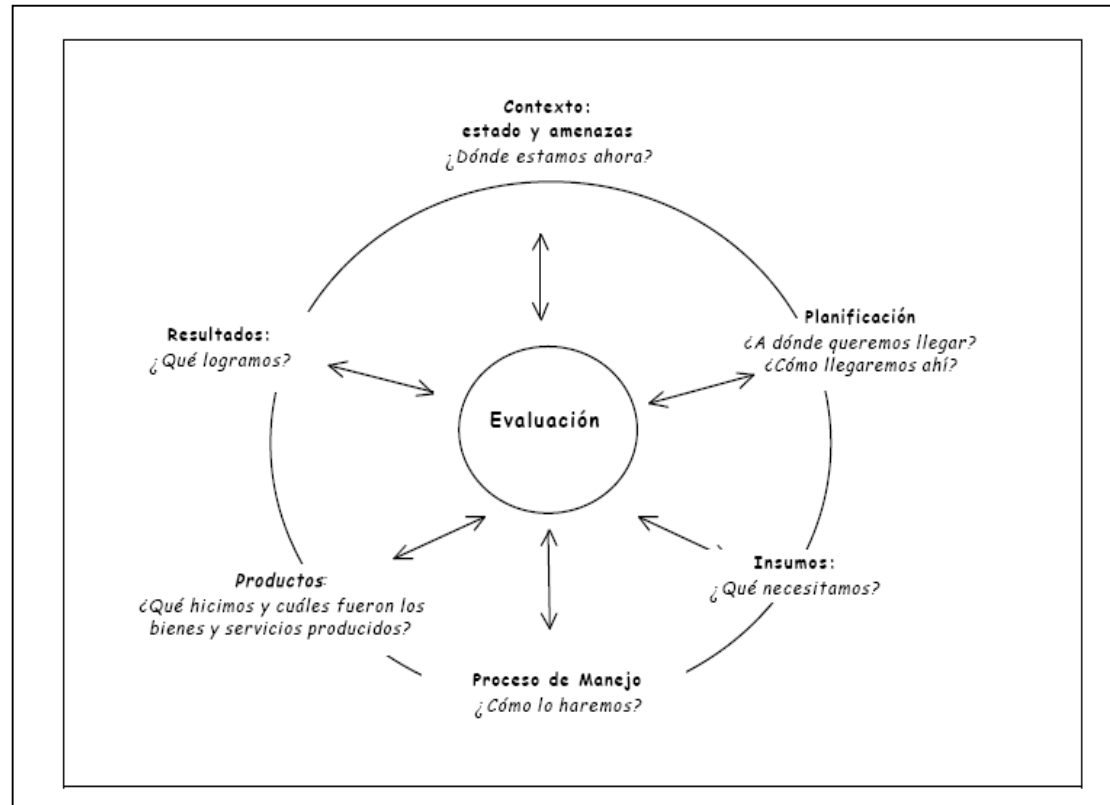 Contexto:
estado y amenazas
¿Dónde estamos ahora?
Planificación
¿A dónde queremos llegar?
¿Cómo llegaremos ahí?
Resultados:
¿Qué logramos?
Evaluación
Insumos:
¿Qué necesitamos?
Productos:
¿Qué hicimos y cuáles fueron los
bienes y servicios producidos?
Proceso de Manejo
¿Cómo lo haremos?